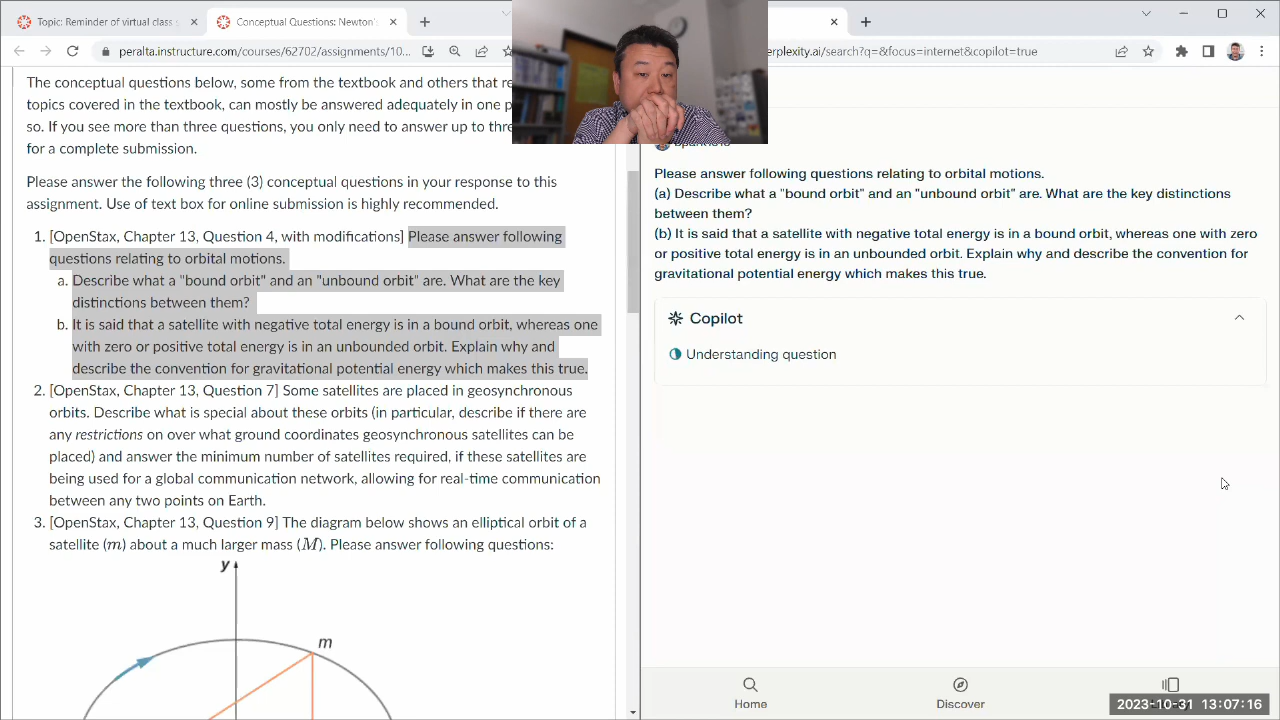 Topic: Reminder of virtual class
Conceptual Questions: Newton's
peralta.instructure.com/courses/62702/assignments/10...
erplexity.ai/search?q=&focus=internet&copilot=true
The conceptual questions below, some from the textbook and others that re
topics covered in the textbook, can mostly be answered adequately in one p
so. If you see more than three questions, you only need to answer up to thre
for a complete submission.
Please answer the following three (3) conceptual questions in your response to this
assignment. Use of text box for online submission is highly recommended.
1. [OpenStax, Chapter 13, Question 4, with modifications] Please answer following
questions relating to orbital motions.
a. Describe what a "bound orbit" and an "unbound orbit" are. What are the key
distinctions between them?
b. It is said that a satellite with negative total energy is in a bound orbit, whereas one
with zero or positive total energy is in an unbounded orbit. Explain why and
describe the convention for gravitational potential energy which makes this true.
2. [OpenStax, Chapter 13, Question 7] Some satellites are placed in geosynchronous
orbits. Describe what is special about these orbits (in particular, describe if there are
any restrictions on over what ground coordinates geosynchronous satellites can be
placed) and answer the minimum number of satellites required, if these satellites are
being used for a global communication network, allowing for real-time communication
between any two points on Earth.
3. [OpenStax, Chapter 13, Question 9] The diagram below shows an elliptical orbit of a
satellite (m) about a much larger mass (M). Please answer following questions:
y
m
Please answer following questions relating to orbital motions.
(a) Describe what a "bound orbit" and an "unbound orbit" are. What are the key distinctions
between them?
(b) It is said that a satellite with negative total energy is in a bound orbit, whereas one with zero
or positive total energy is in an unbounded orbit. Explain why and describe the convention for
gravitational potential energy which makes this true.
Copilot
Understanding question
Home
Discover
2023-10-31 13:07:16